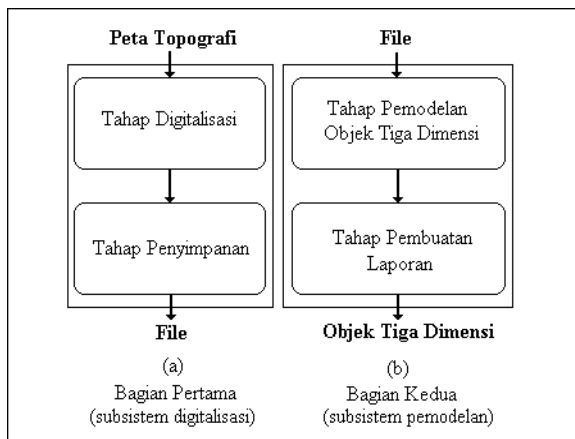 Peta Topografi
Tahap Digitalisasi
Tahap Penyimpanan
File
(a)
Bagian Pertama
(subsistem digitalisasi)
File
Tahap Pemodelan
Objek Tiga Dimensi
Tahap Pembuatan
Laporan
Objek Tiga Dimensi
(b)
Bagian Kedua
(subsistem pemodelan)